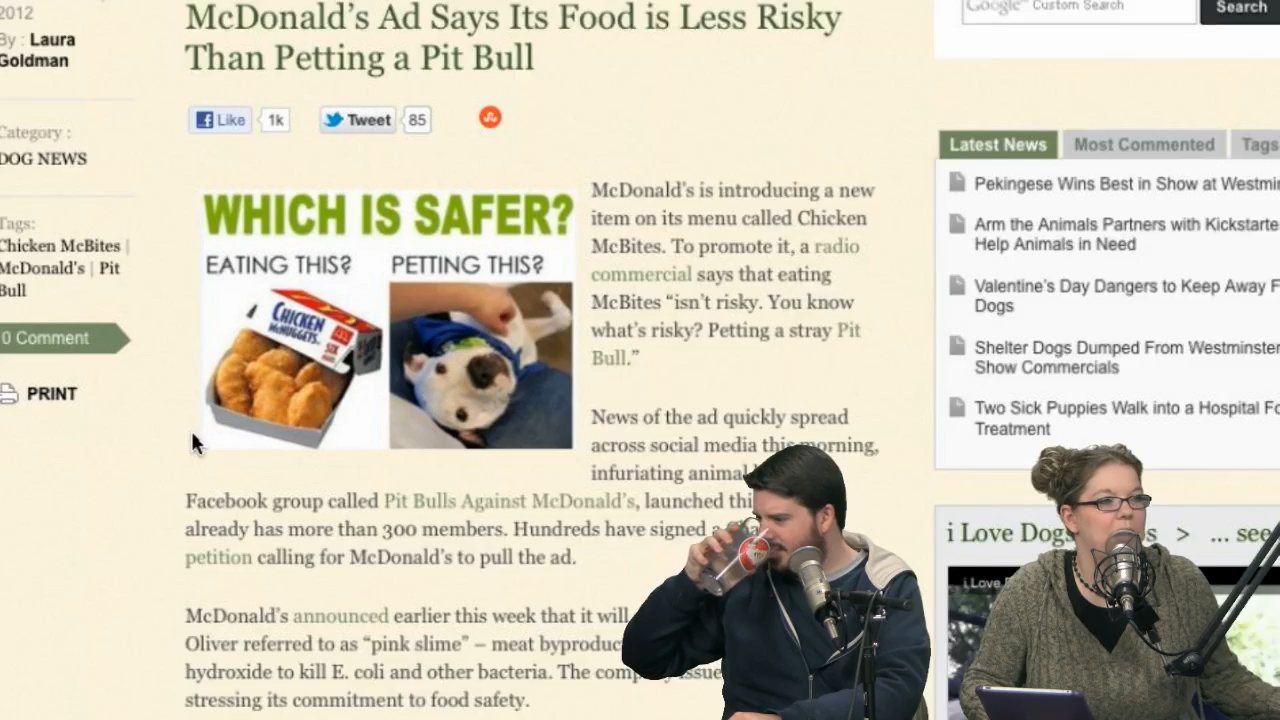 2012
By : Laura
Goldman
Category :
DOG NEWS
Tags:
Chicken McBites |
McDonald's | Pit
Bull
0 Comment
PRINT
McDonald's Ad Says Its Food is Less Risky
Than Petting a Pit Bull
Like 1k Tweet 85
WHICH IS SAFER?
EATING THIS? PETTING THIS?
CHICKEN
McNUGGETS.
SIX
McDonald's is introducing a new
item on its menu called Chicken
McBites. To promote it, a radio
commercial says that eating
McBites “isn't risky. You know
what's risky? Petting a stray Pit
Bull.”
News of the ad quickly spread
across social media this morning,
infuriating animal
Facebook group called Pit Bulls Against McDonald's, launched thi
already has more than 300 members. Hundreds have signed a
petition calling for McDonald's to pull the ad.
McDonald's announced earlier this week that it will
Oliver referred to as “pink slime” – meat byproduc
hydroxide to kill E. coli and other bacteria. The company issue
stressing its commitment to food safety.
Google™ Custom Search
Search
Latest News Most Commented Tags
Pekingese Wins Best in Show at Westmin
Arm the Animals Partners with Kickstarte
Help Animals in Need
Valentine's Day Dangers to Keep Away F
Dogs
Shelter Dogs Dumped From Westminster
Show Commercials
Two Sick Puppies Walk into a Hospital Fo
Treatment
i Love Dogs s > ... see
i Love